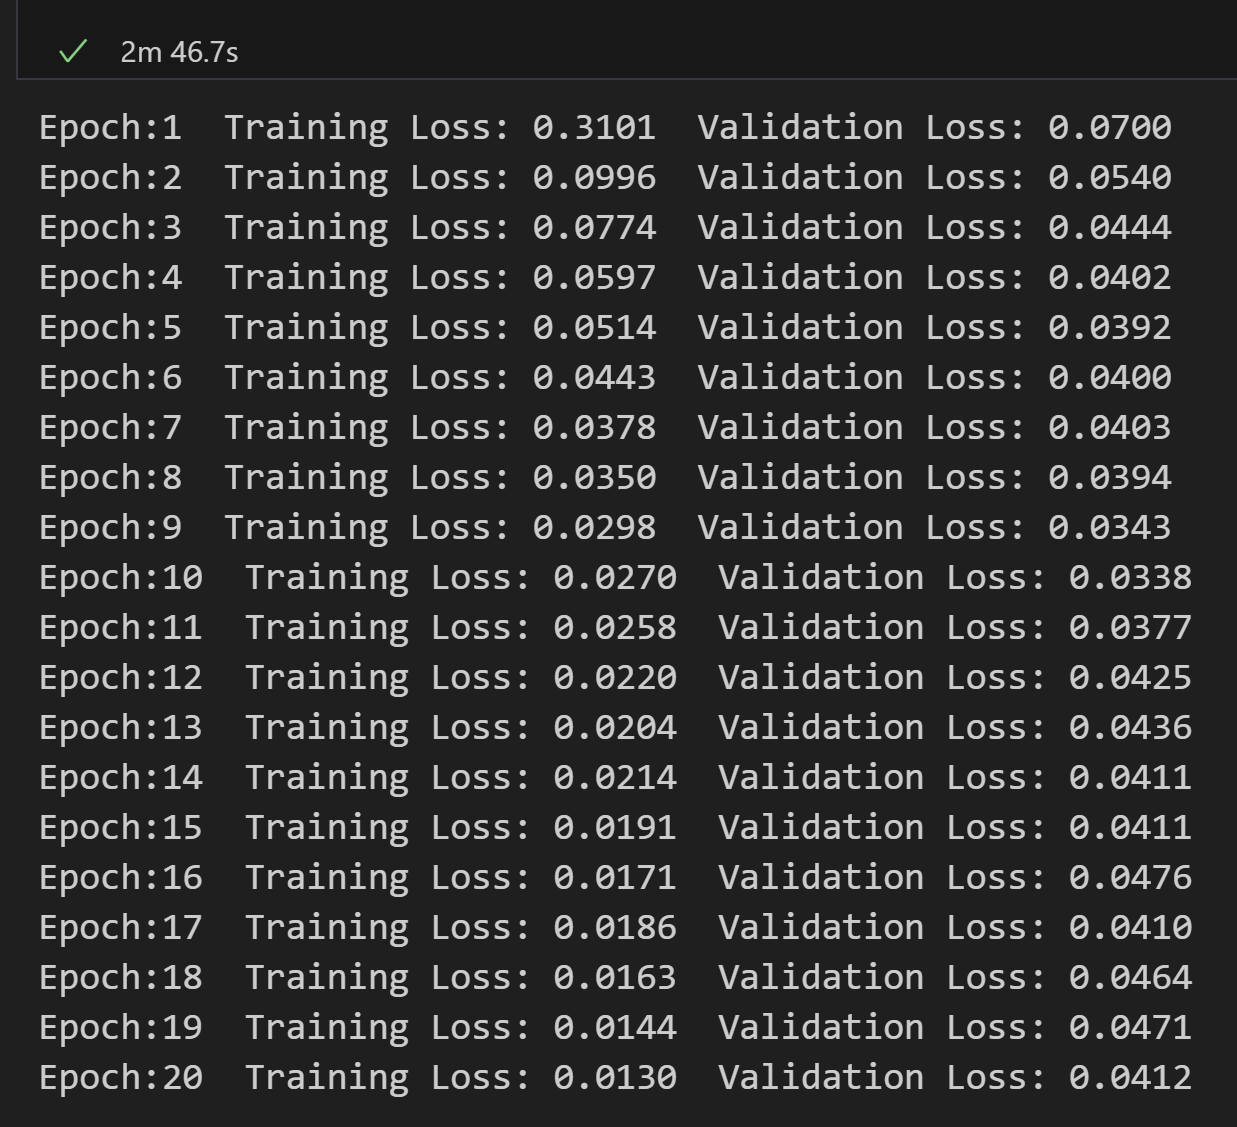 2m 46.7s
Epoch:1  Training Loss: 0.3101  Validation Loss: 0.0700
Epoch:2  Training Loss: 0.0996  Validation Loss: 0.0540
Epoch:3  Training Loss: 0.0774  Validation Loss: 0.0444
Epoch:4  Training Loss: 0.0597  Validation Loss: 0.0402
Epoch:5  Training Loss: 0.0514  Validation Loss: 0.0392
Epoch:6  Training Loss: 0.0443  Validation Loss: 0.0400
Epoch:7  Training Loss: 0.0378  Validation Loss: 0.0403
Epoch:8  Training Loss: 0.0350  Validation Loss: 0.0394
Epoch:9  Training Loss: 0.0298  Validation Loss: 0.0343
Epoch:10  Training Loss: 0.0270  Validation Loss: 0.0338
Epoch:11  Training Loss: 0.0258  Validation Loss: 0.0377
Epoch:12  Training Loss: 0.0220  Validation Loss: 0.0425
Epoch:13  Training Loss: 0.0204  Validation Loss: 0.0436
Epoch:14  Training Loss: 0.0214  Validation Loss: 0.0411
Epoch:15  Training Loss: 0.0191  Validation Loss: 0.0411
Epoch:16  Training Loss: 0.0171  Validation Loss: 0.0476
Epoch:17  Training Loss: 0.0186  Validation Loss: 0.0410
Epoch:18  Training Loss: 0.0163  Validation Loss: 0.0464
Epoch:19  Training Loss: 0.0144  Validation Loss: 0.0471
Epoch:20  Training Loss: 0.0130  Validation Loss: 0.0412